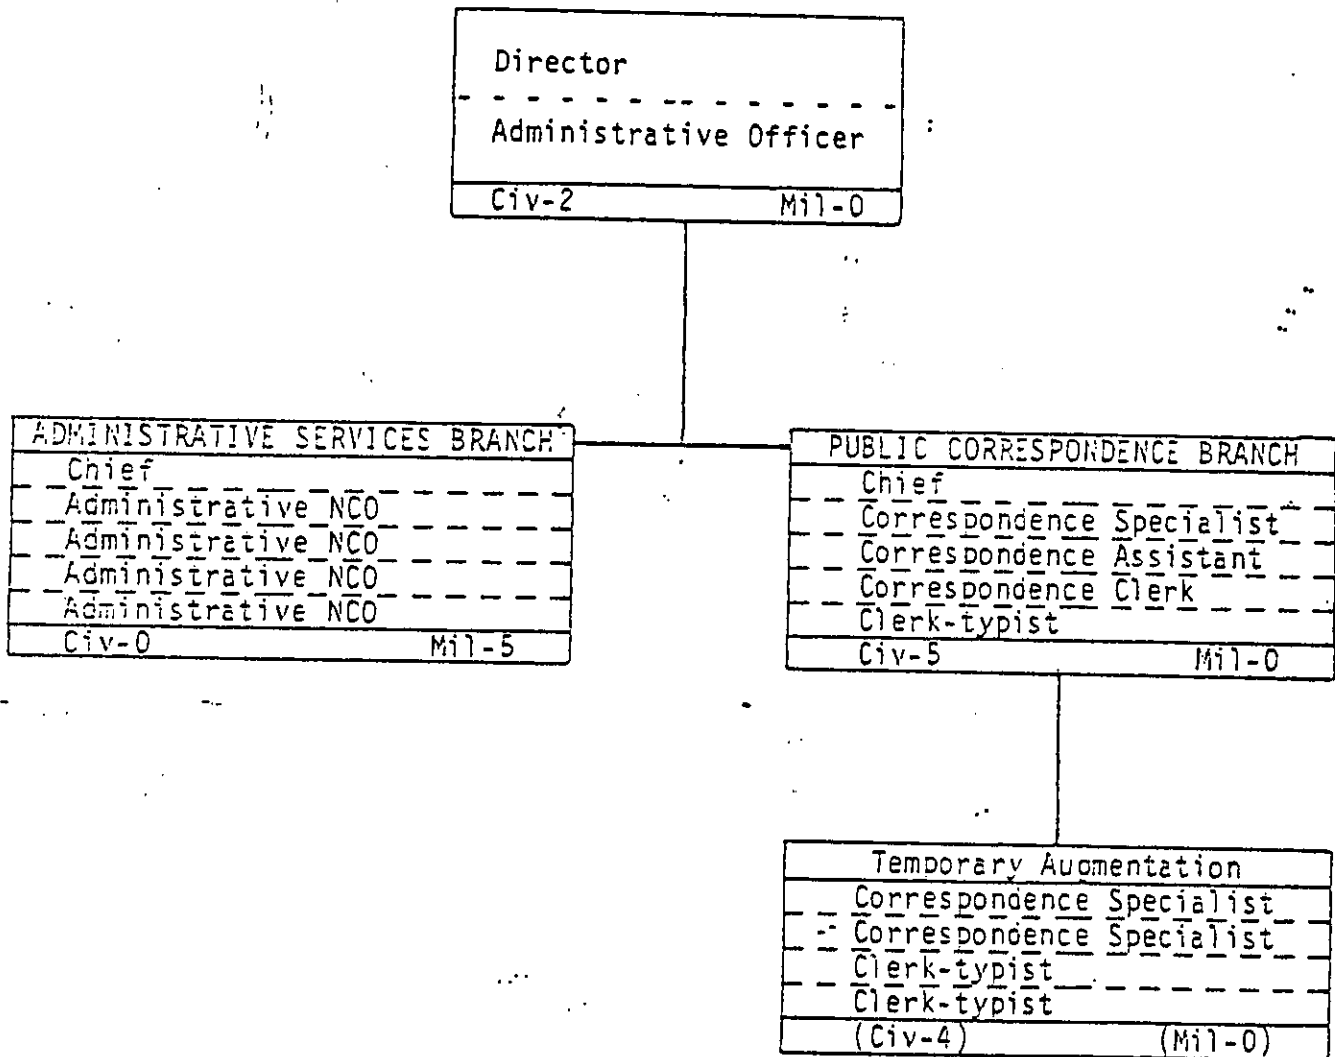 Director
Administrative Officer
Civ-2 Mil-0
ADMINISTRATIVE SERVICES BRANCH
Chief
Administrative NCO
Administrative NCO
Administrative NCO
Administrative NCO
Civ-0 Mil-5
PUBLIC CORRESPONDENCE BRANCH
Chief
Correspondence Specialist
Correspondence Assistant
Correspondence Clerk
Clerk-typist
Civ-5 Mil-0
Temporary Augmentation
Correspondence Specialist
Correspondence Specialist
Clerk-typist
Clerk-typist
(Civ-4) (Mil-0)